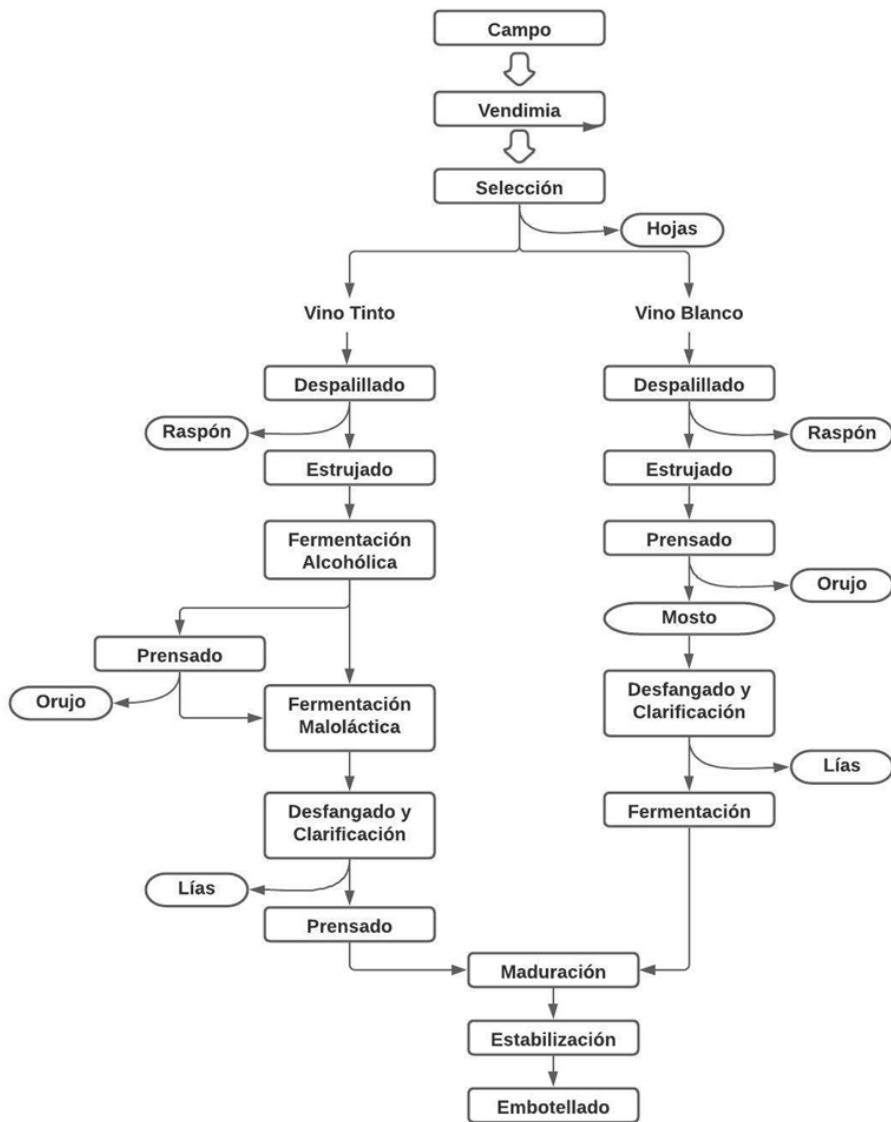 Campo
Vendimia
Selección
Hojas
Vino Tinto
Vino Blanco
Despalillado
Despalillado
Raspón
Raspón
Estrujado
Estrujado
Fermentación
Alcohólica
Prensado
Orujo
Mosto
Prensado
Orujo
Fermentación
Maloláctica
Desfangado y
Clarificación
Lías
Desfangado y
Clarificación
Fermentación
Lías
Prensado
Maduración
Estabilización
Embotellado